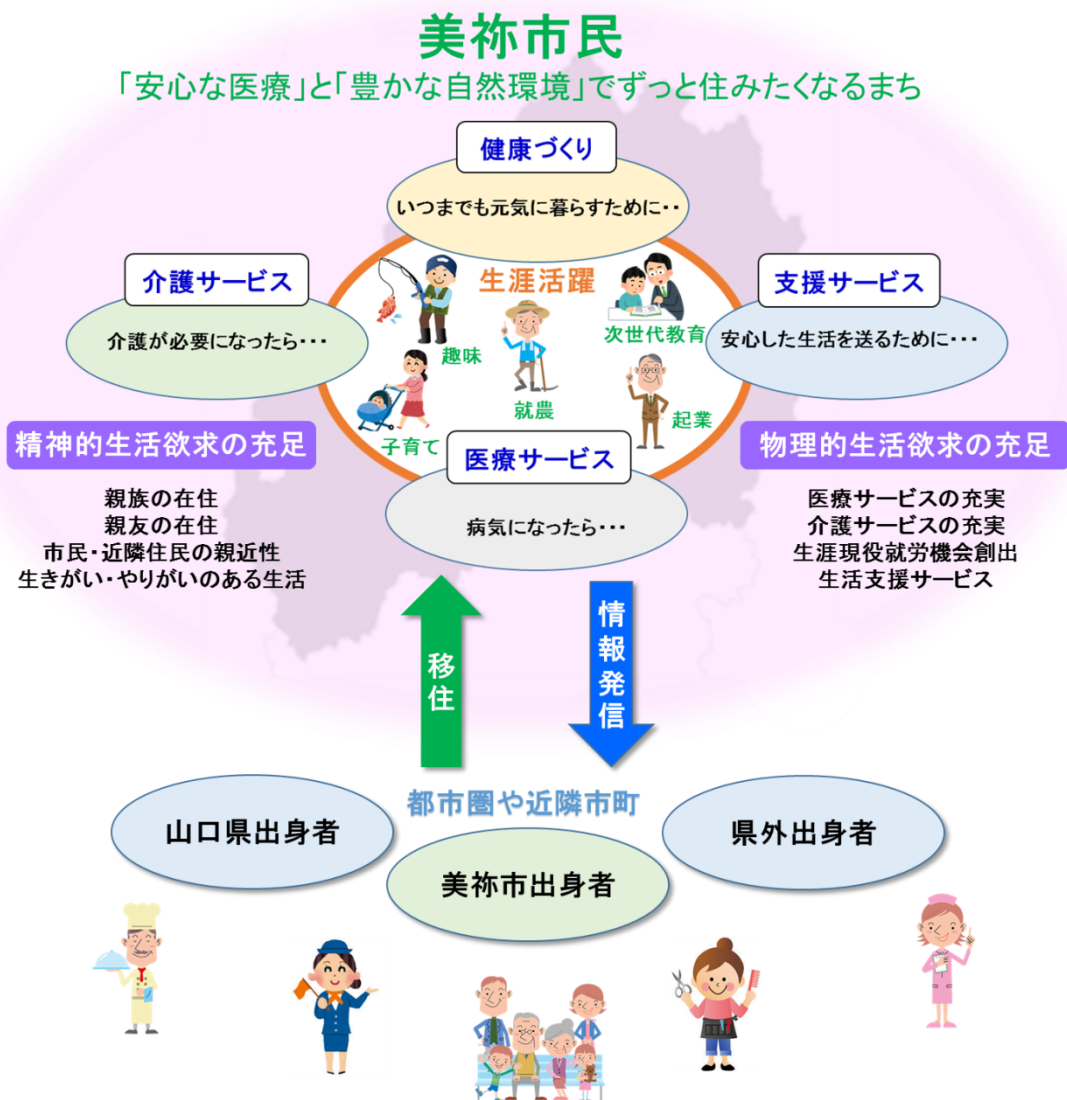 美祢市民
「安心な医療」と「豊かな自然環境」でずっと住みたくなるまち
健康づくり
いつまでも元気に暮らすために‥
介護サービス
介護が必要になったら…
生涯活躍
趣味
就農
次世代教育
子育て
起業
支援サービス
安心した生活を送るために…
医療サービス
病気になったら…
精神的生活欲求の充足
親族の在住
親友の在住
市民・近隣住民の親近性
生きがい・やりがいのある生活
物理的生活欲求の充足
医療サービスの充実
介護サービスの充実
生涯現役就労機会創出
生活支援サービス
移住
情報発信
都市圏や近隣市町
山口県出身者
美祢市出身者
県外出身者